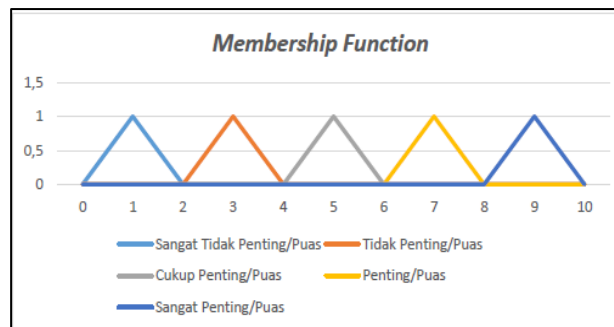 Membership Function
1,5
1
0,5
0
0 1 2 3 4 5 6 7 8 9 10
Sangat Tidak Penting/Puas Tidak Penting/Puas
Cukup Penting/Puas Penting/Puas
Sangat Penting/Puas